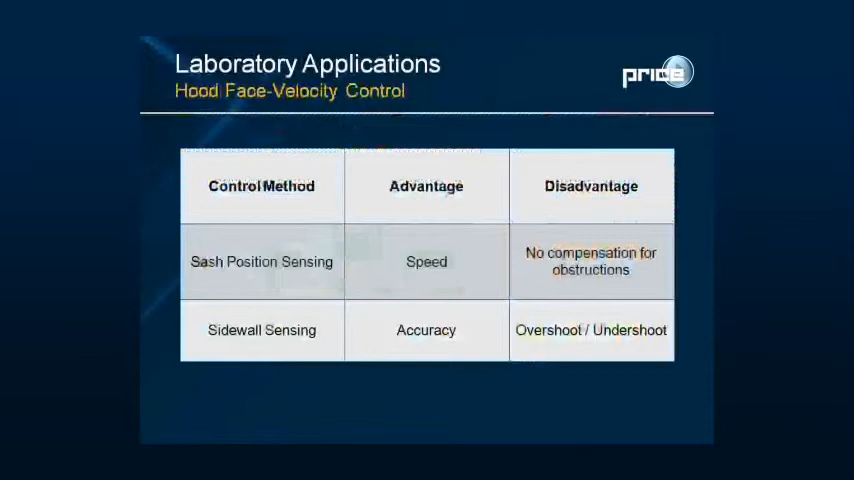 Laboratory Applications
Hood Face-Velocity Control
price
Control Method Advantage Disadvantage
Sash Position Sensing Speed No compensation for
obstructions
Sidewall Sensing Accuracy Overshoot / Undershoot